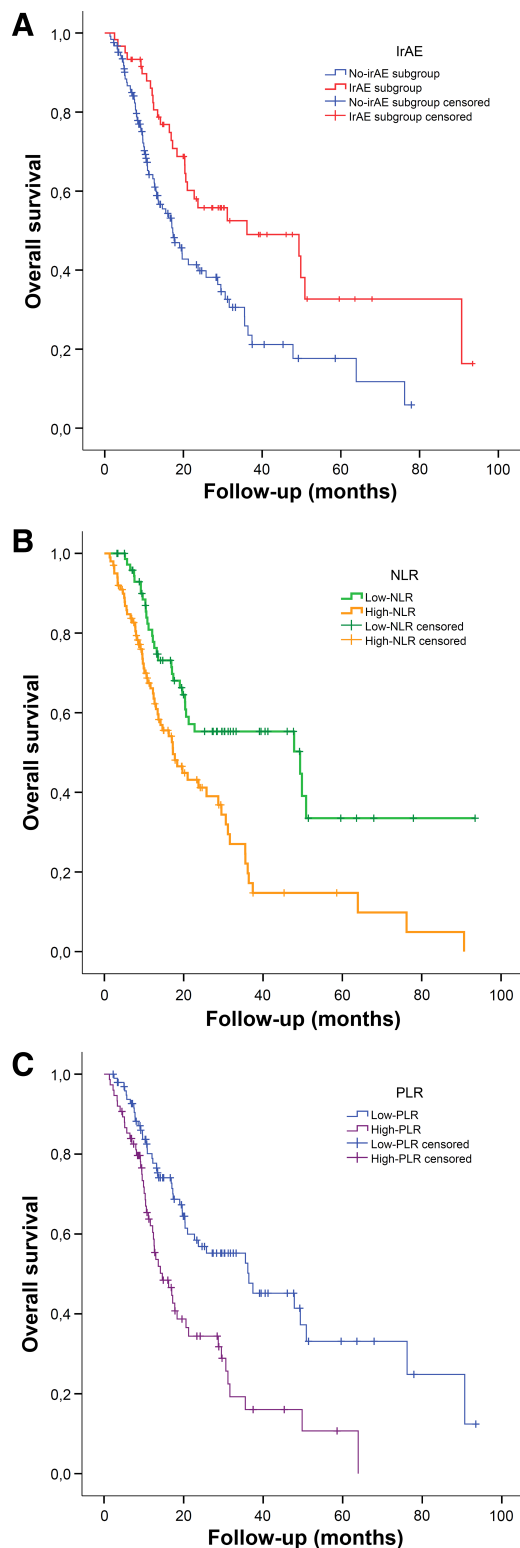 A
IrAE
No-irAE subgroup
IrAE subgroup
No-irAE subgroup censored
IrAE subgroup censored
1,0
0,8
0,6
0,4
0,2
0,0
Overall survival
0 20 40 60 80 100
Follow-up (months)
B
NLR
Low-NLR
High-NLR
Low-NLR censored
High-NLR censored
1,0
0,8
0,6
0,4
0,2
0,0
Overall survival
0 20 40 60 80 100
Follow-up (months)
C
PLR
Low-PLR
High-PLR
Low-PLR censored
High-PLR censored
1,0
0,8
0,6
0,4
0,2
0,0
Overall survival
0 20 40 60 80 100
Follow-up (months)